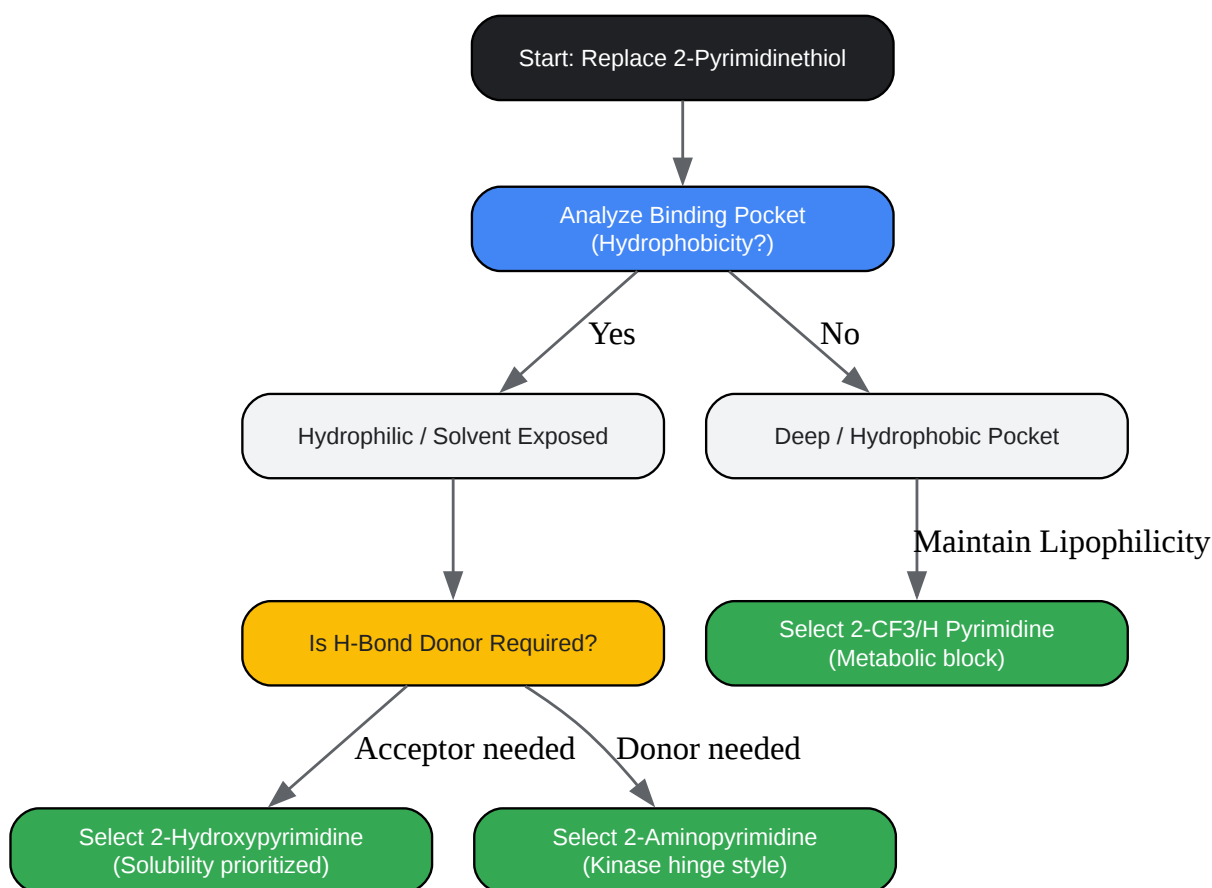 Start: Replace 2-Pyrimidinethiol
Analyze Binding Pocket
(Hydrophobicity?)
Yes
No
Hydrophilic / Solvent Exposed
Deep / Hydrophobic Pocket
Maintain Lipophilicity
Is H-Bond Donor Required?
Select 2-CF3/H Pyrimidine
(Metabolic block)
Acceptor needed
Donor needed
Select 2-Hydroxypyrimidine
(Solubility prioritized)
Select 2-Aminopyrimidine
(Kinase hinge style)